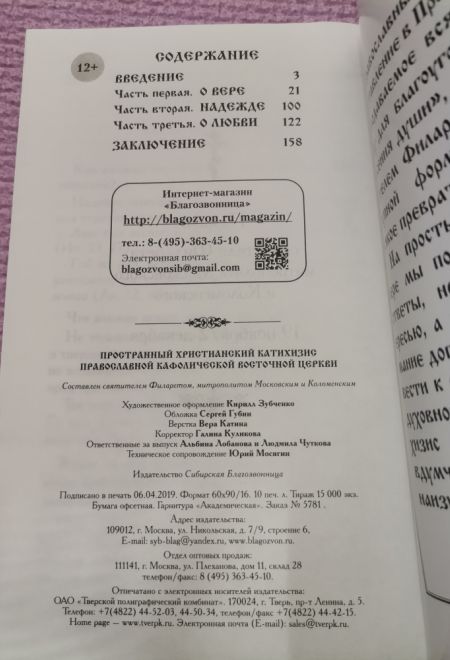 12+
СОДЕРЖАНИЕ
ВВЕДЕНИЕ 3
Часть первая. О ВЕРЕ 21
Часть вторая. НАДЕЖДЕ 100
Часть третья. О ЛЮБВИ 122
ЗАКЛЮЧЕНИЕ 158
Интернет-магазин
«Благозвонница»
http://blagozvon.ru/magazin/
тел.: 8-(495)-363-45-10
Электронная почта:
blagozvonsib@gmail.com
ПРОСТРАННЫЙ ХРИСТИАНСКИЙ КАТИХИЗИС
ПРАВОСЛАВНОЙ КАФОЛИЧЕСКОЙ ВОСТОЧНОЙ ЦЕРКВИ
Составлен святителем Филаретом, митрополитом Московским и Коломенским
Художественное оформление Кирилл Зубченко
Обложка Сергей Губин
Верстка Вера Катина
Корректор Галина Куликова
Ответственные за выпуск Альбина Лобанова и Людмила Чуткова
Техническое сопровождение Юрий Мосягин
Издательство Сибирская Благозвонница
Подписано в печать 06.04.2019. Формат 60х90/16. 10 печ. л. Тираж 15 000 экз.
Бумага офсетная. Гарнитура «Академическая». Заказ № 5781 .
Адрес издательства:
109012, г. Москва, ул. Никольская, д. 7/9, строение 6,
E-mail: syb-blag@yandex.ru, www.blagozvon.ru.
Отдел оптовых продаж:
111141, г. Москва, ул. Плеханова, дом 11, склад 28
телефон/факс: 8 (495) 363-45-10.
Отпечатано с электронных носителей издательства:
ОАО «Тверской полиграфический комбинат». 170024, г. Тверь, пр-т Ленина, д. 5.
Телефон: +7(4822) 44-52-03, 44-50-34, телефон/факс +7(4822) 44-42-15.
Home page — www.tverpk.ru. Электронная почта (E-mail): sales@tverpk.ru.